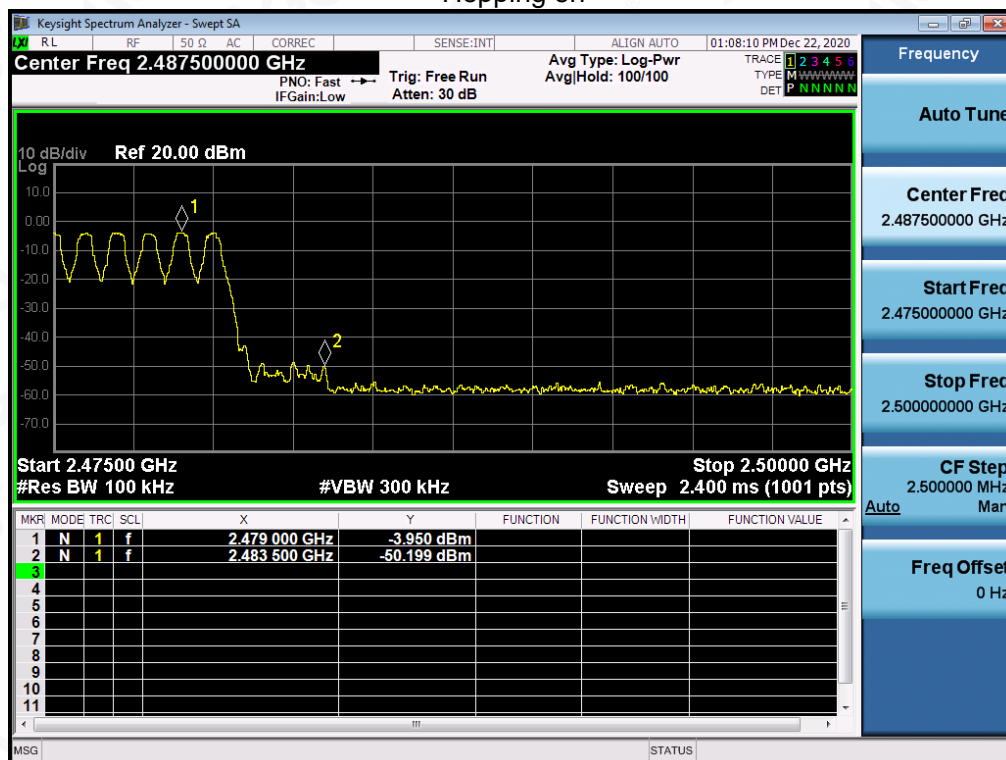 Hopping on
Keysight Spectrum Analyzer - Swept SA
LXI RL RF 50 Ω AC CORREC SENSE:INT ALIGN AUTO 01:08:10 PM Dec 22, 2020
Center Freq 2.487500000 GHz
PNO: Fast
IFGain:Low
Trig: Free Run
Atten: 30 dB
Avg Type: Log-Pwr
Avg|Hold: 100/100
TRACE 1 2 3 4 5 6
TYPE M WWWWW
DET P N N N N N
10 dB/div Ref 20.00 dBm
Log
10.0
0.00
-10.0
-20.0
-30.0
-40.0
-50.0
-60.0
-70.0
1
2
Start 2.47500 GHz Stop 2.50000 GHz
#Res BW 100 kHz #VBW 300 kHz Sweep 2.400 ms (1001 pts)
MKR MODE TRC SCL X Y FUNCTION FUNCTION WIDTH FUNCTION VALUE
1 N 1 f 2.479 000 GHz -3.950 dBm
2 N 1 f 2.483 500 GHz -50.199 dBm
3
4
5
6
7
8
9
10
11
MSG STATUS
Frequency
Auto Tune
Center Freq
2.487500000 GHz
Start Freq
2.475000000 GHz
Stop Freq
2.500000000 GHz
CF Step
2.500000 MHz
Auto Man
Freq Offset
0 Hz